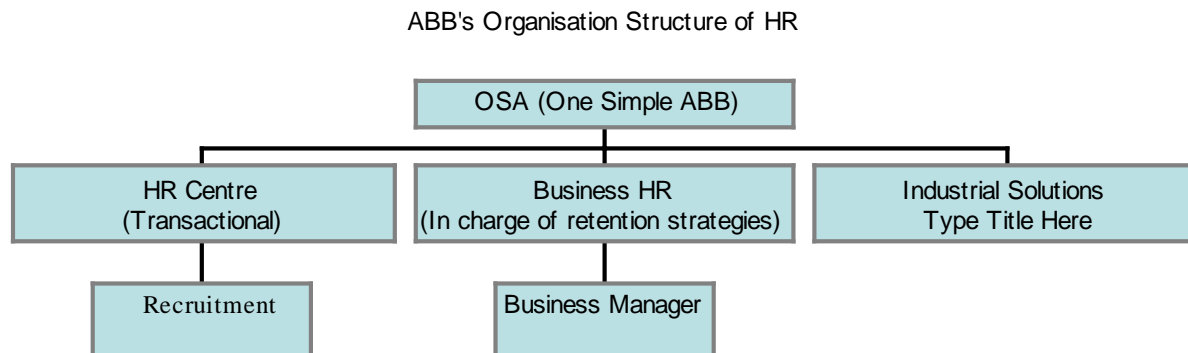 ABB's Organisation Structure of HR
OSA (One Simple ABB)
HR Centre
(Transactional)
Business HR
(In charge of retention strategies)
Industrial Solutions
Type Title Here
Recruitment
Business Manager